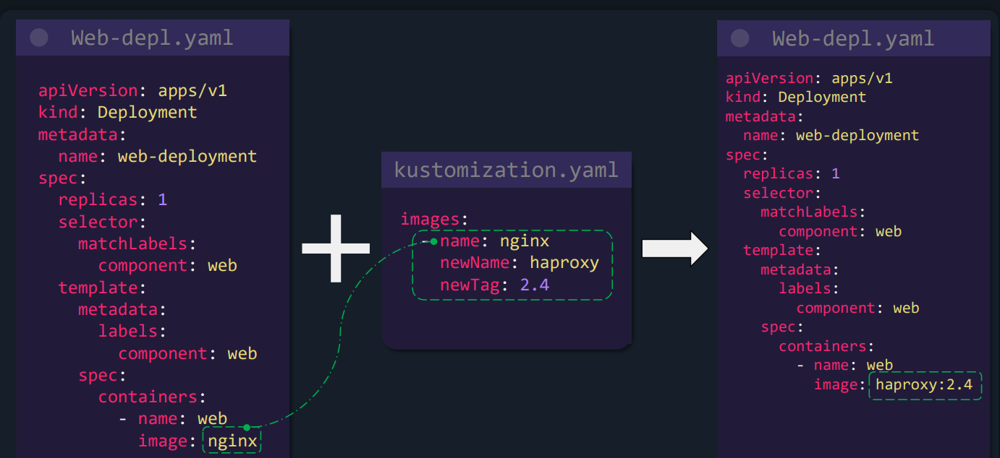 Web-depl.yaml
apiVersion: apps/v1
kind: Deployment
metadata:
  name: web-deployment
spec:
  replicas: 1
  selector:
    matchLabels:
      component: web
  template:
    metadata:
      labels:
        component: web
    spec:
      containers:
        - name: web
          image: nginx
kustomization.yaml
images:
  - name: nginx
    newName: haproxy
    newTag: 2.4
Web-depl.yaml
apiVersion: apps/v1
kind: Deployment
metadata:
  name: web-deployment
spec:
  replicas: 1
  selector:
    matchLabels:
      component: web
  template:
    metadata:
      labels:
        component: web
    spec:
      containers:
        - name: web
          image: haproxy:2.4